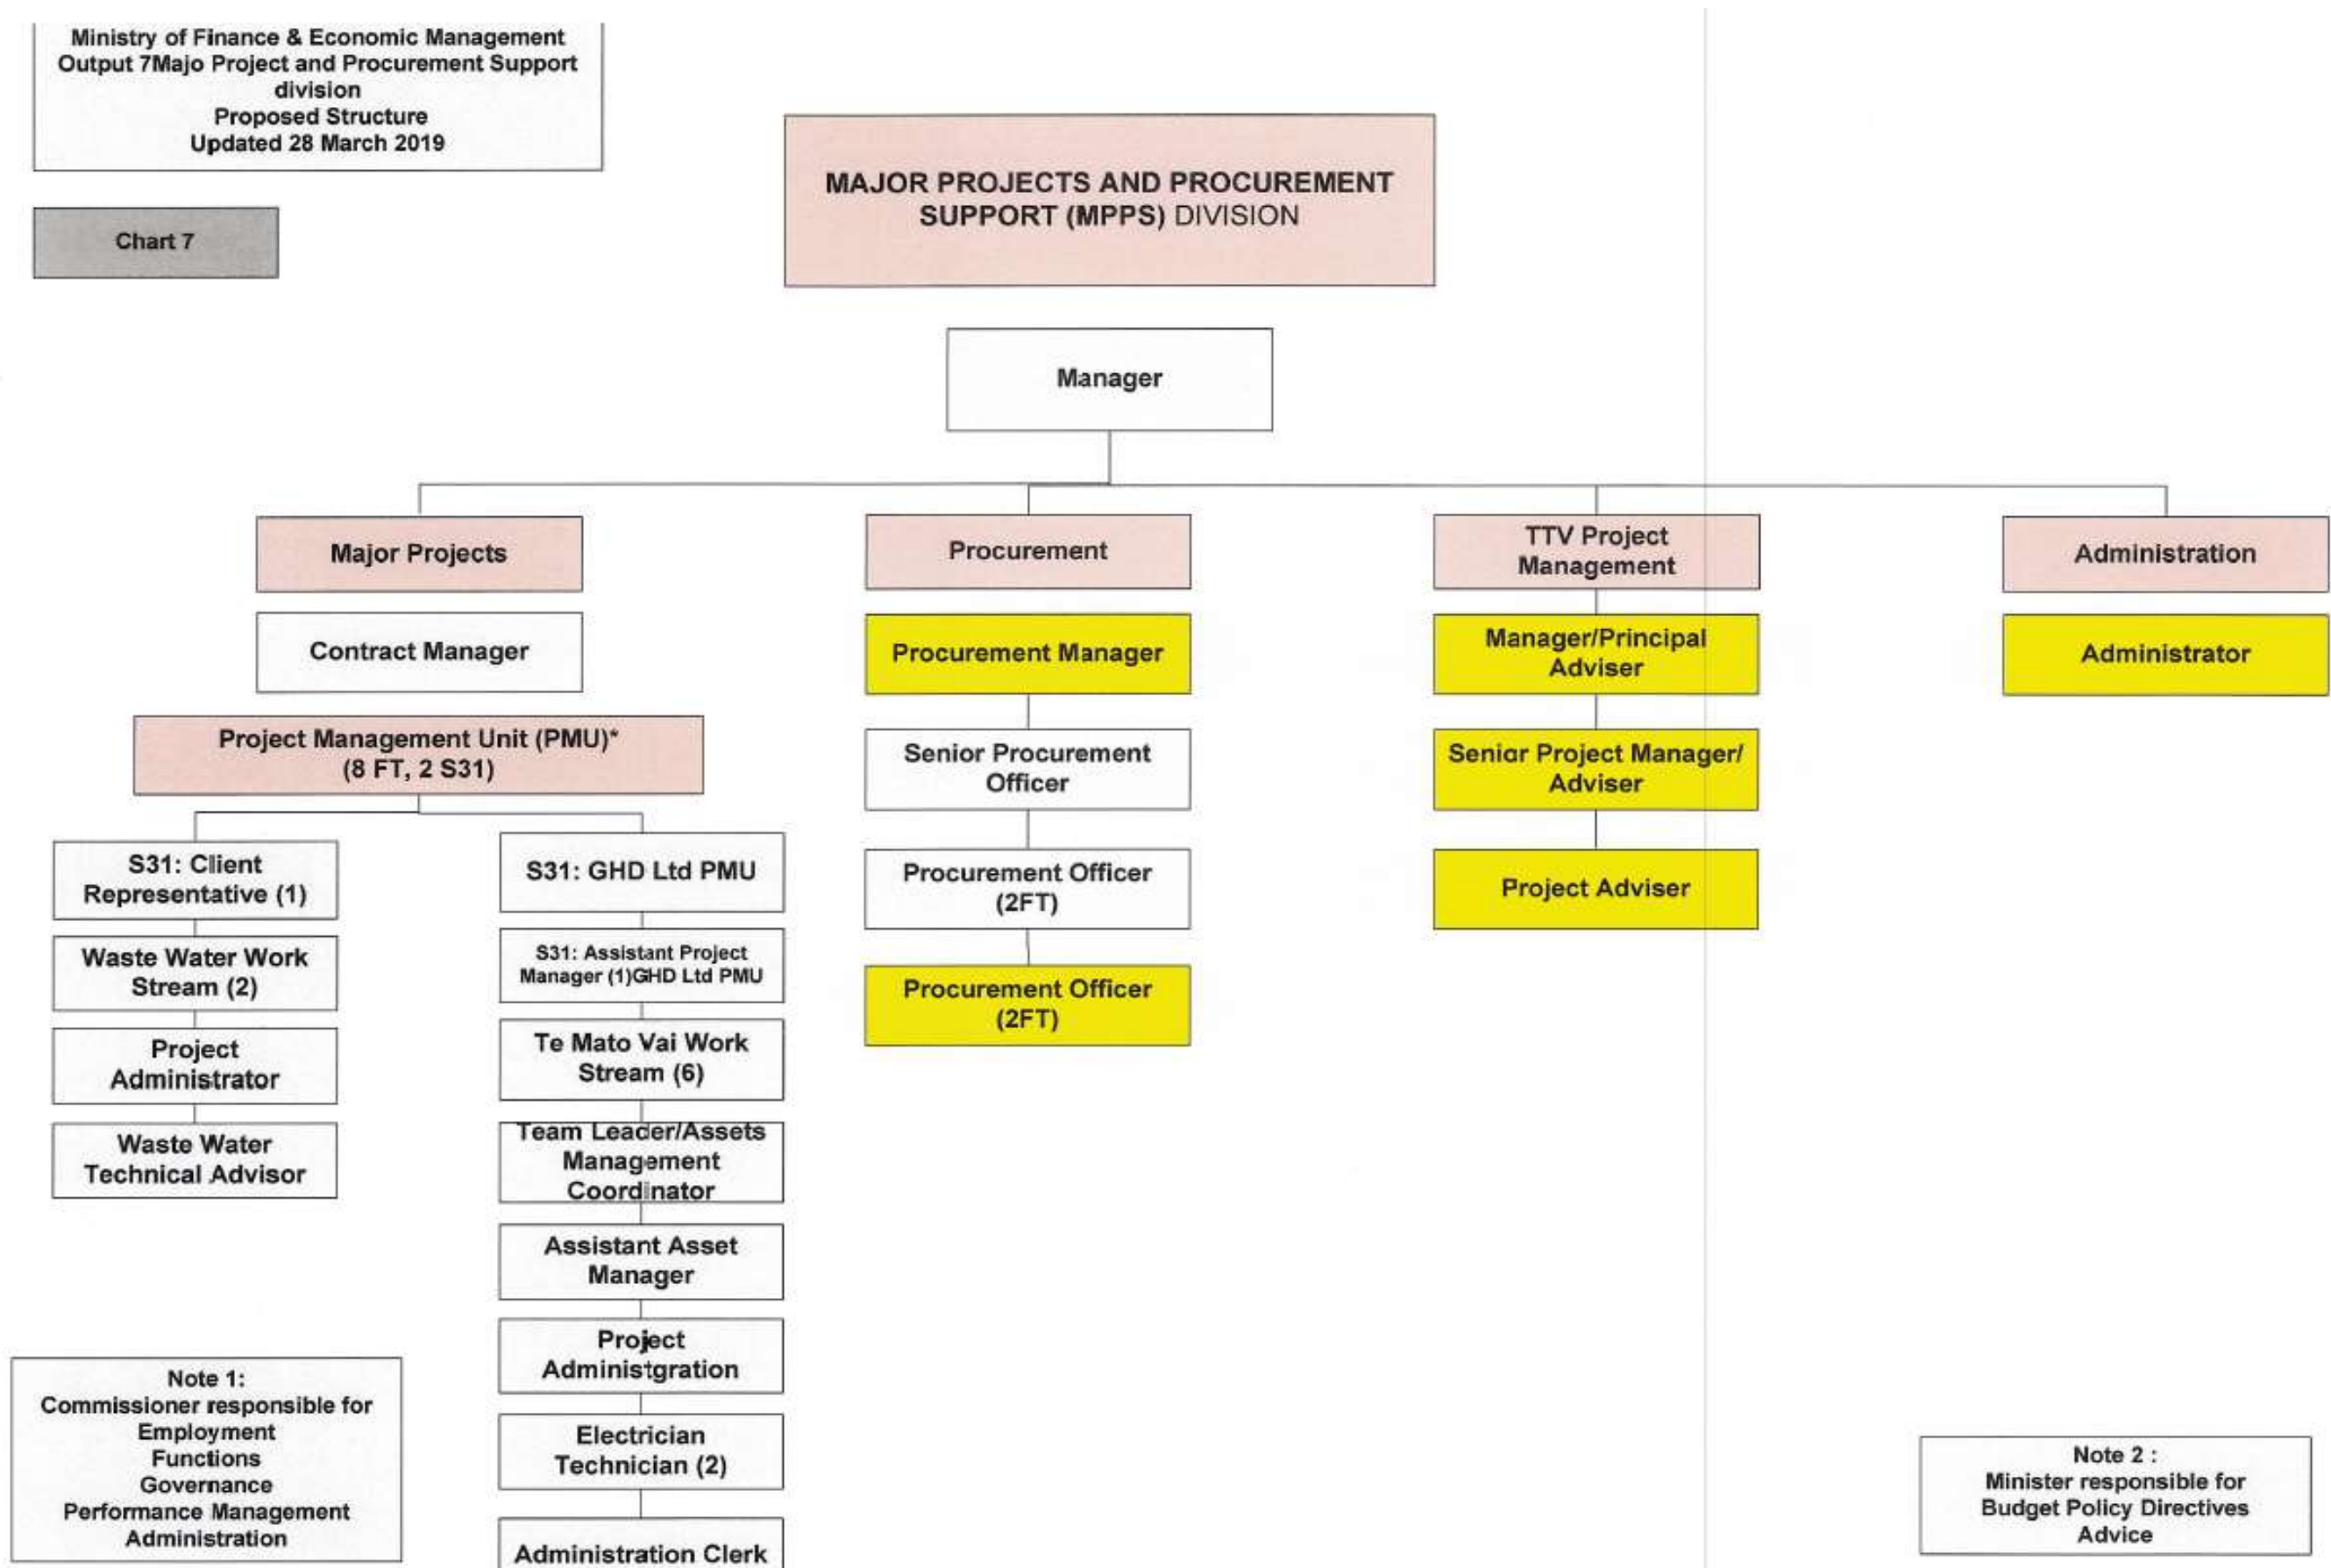 Ministry of Finance & Economic Management
Output 7Majo Project and Procurement Support
division
Proposed Structure
Updated 28 March 2019
Chart 7
MAJOR PROJECTS AND PROCUREMENT
SUPPORT (MPPS) DIVISION
Manager
Major Projects
Contract Manager
Project Management Unit (PMU)*
(8 FT, 2 S31)
S31: Client
Representative (1)
Waste Water Work
Stream (2)
Project
Administrator
Waste Water
Technical Advisor
S31: GHD Ltd PMU
S31: Assistant Project
Manager (1)GHD Ltd PMU
Te Mato Vai Work
Stream (6)
Team Leader/Assets
Management
Coordinator
Assistant Asset
Manager
Project
Administgration
Electrician
Technician (2)
Administration Clerk
Procurement
Procurement Manager
Senior Procurement
Officer
Procurement Officer
(2FT)
Procurement Officer
(2FT)
TTV Project
Management
Manager/Principal
Adviser
Senior Project Manager/
Adviser
Project Adviser
Administration
Administrator
Note 1:
Commissioner responsible for
Employment
Functions
Governance
Performance Management
Administration
Note 2 :
Minister responsible for
Budget Policy Directives
Advice